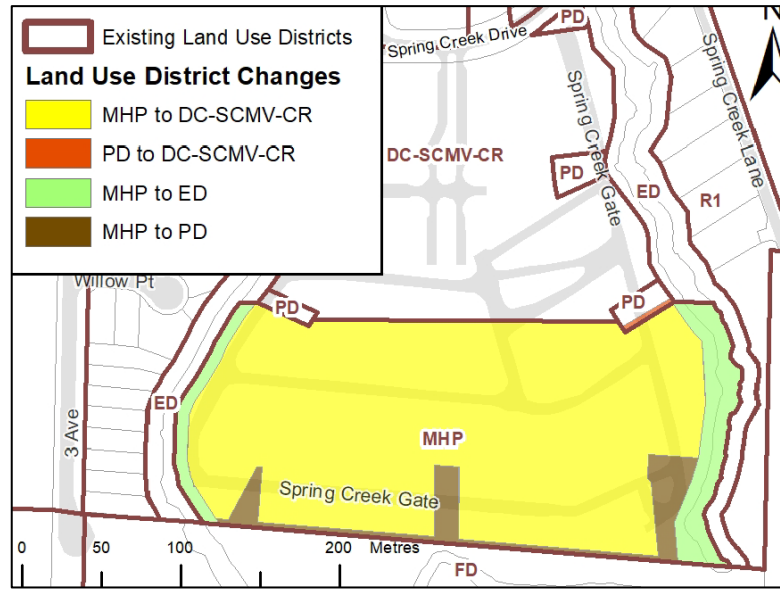 Existing Land Use Districts
Land Use District Changes
MHP to DC-SCMV-CR
PD to DC-SCMV-CR
MHP to ED
MHP to PD
PD
N
Spring Creek Drive
Spring Creek Gate
Spring Creek Lane
DC-SCMV-CR
PD
ED
R1
Willow Pt
PD
PD
3 Ave
ED
MHP
Spring Creek Gate
0 50 100 200 Metres
FD